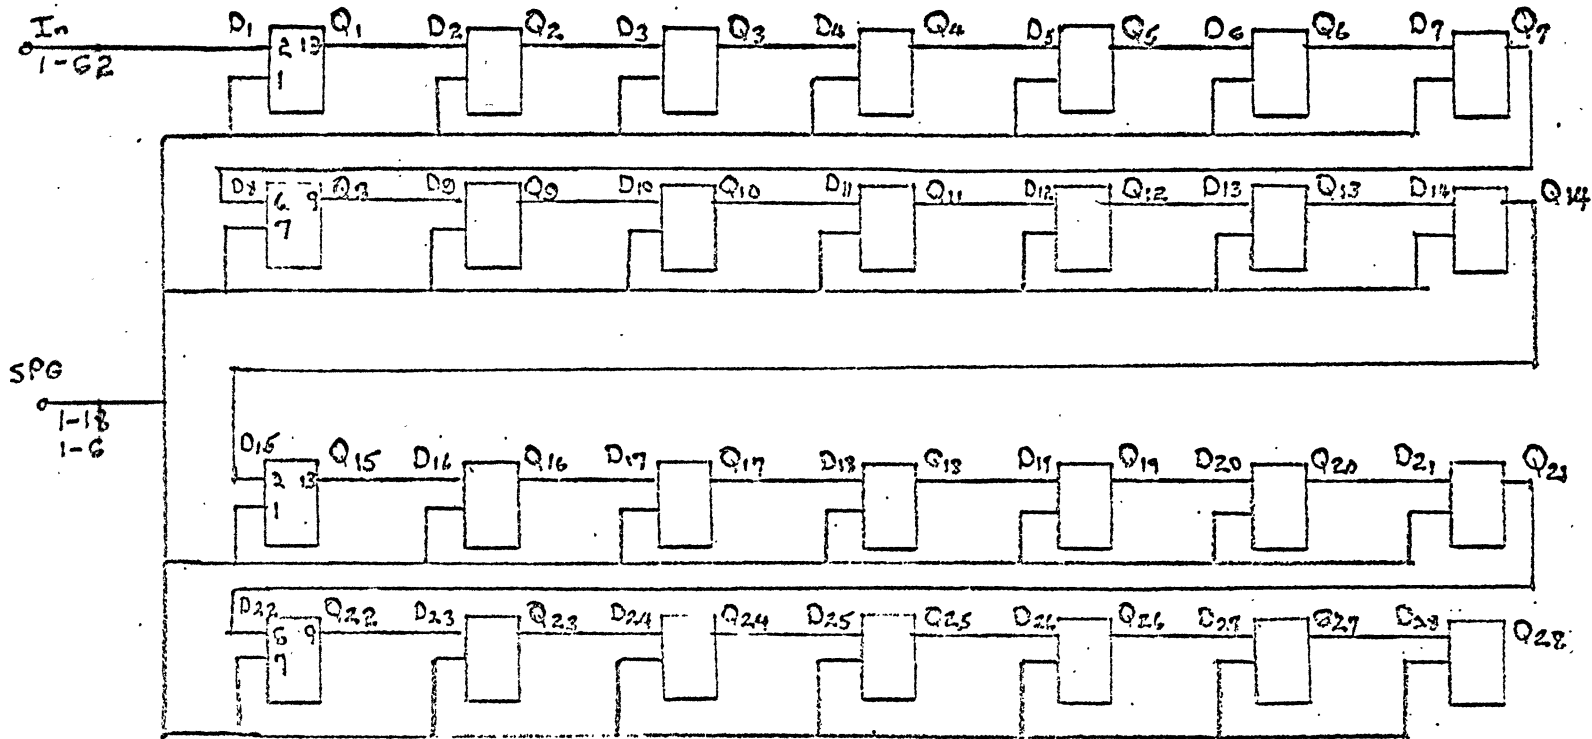 In D1 Q1 D2 Q2 D3 Q3 D4 Q4 D5 Q5 D6 Q6 D7 Q7
1-62 2 13
1
D8 Q8 D9 Q9 D10 Q10 D11 Q11 D12 Q12 D13 Q13 D14 Q14
6 9
7
SPG
1-18
1-6
D15 Q15 D16 Q16 D17 Q17 D18 Q18 D19 Q19 D20 Q20 D21 Q21
2 13
1
D22 Q22 D23 Q23 D24 Q24 D25 Q25 D26 Q26 D27 Q27 D28 Q28
6 9
7